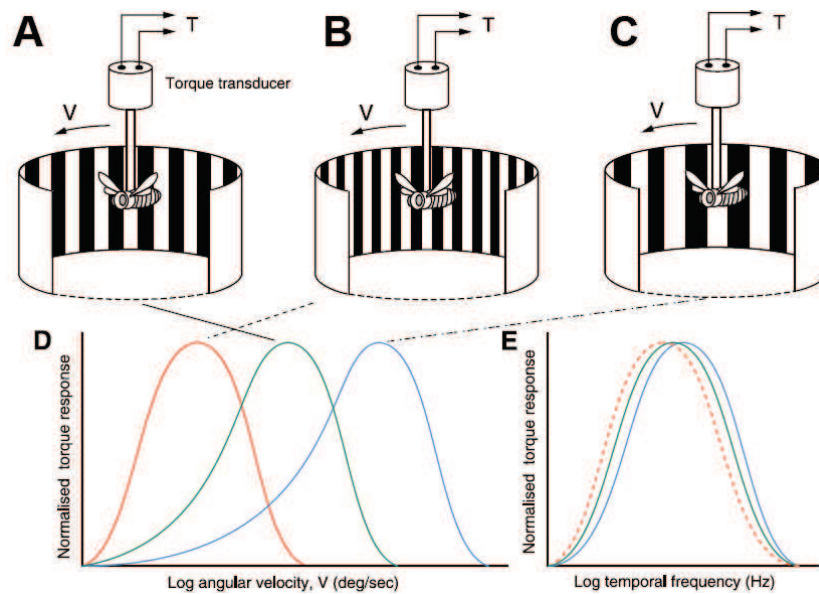 A
T
B
T
C
T
Torque transducer
V
V
V
D
E
Normalised torque response
Normalised torque response
Log angular velocity, V (deg/sec)
Log temporal frequency (Hz)